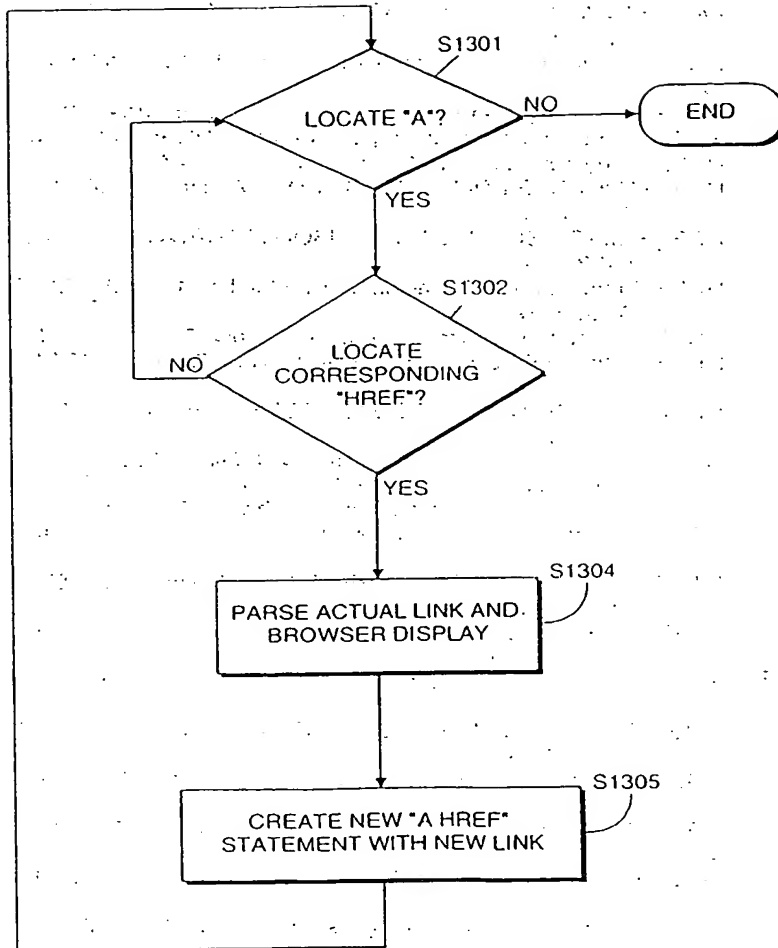 S1301
LOCATE "A"?
NO
END
YES
S1302
LOCATE
CORRESPONDING
"HREF"?
NO
YES
S1304
PARSE ACTUAL LINK AND
BROWSER DISPLAY
S1305
CREATE NEW "A HREF"
STATEMENT WITH NEW LINK